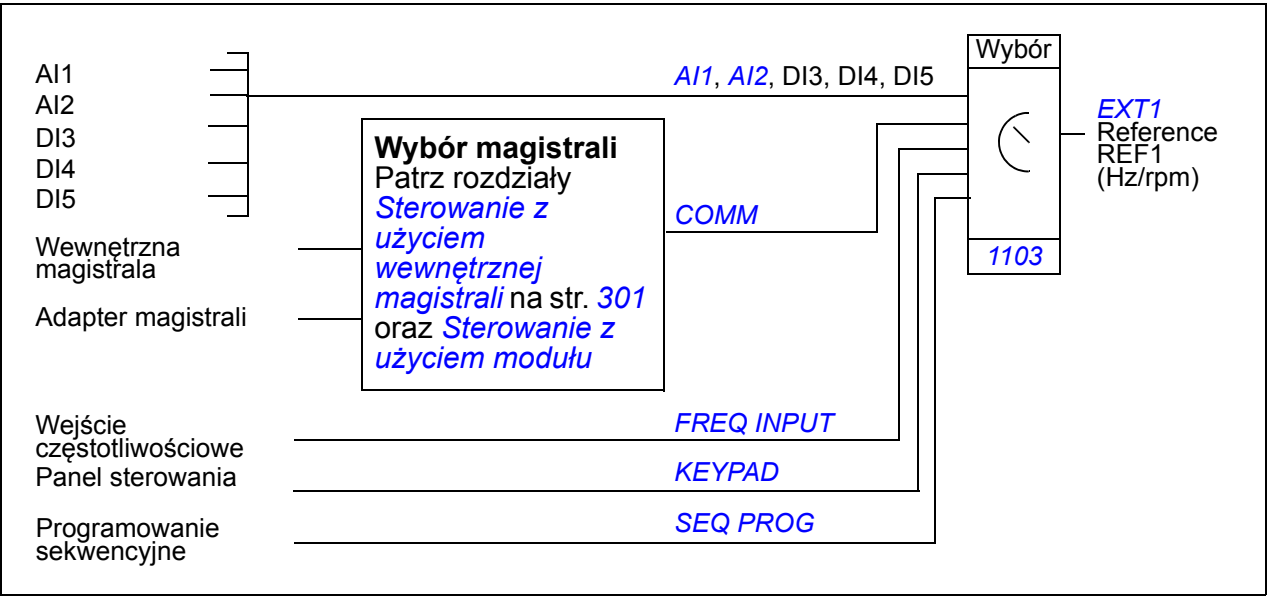 AI1
AI2
DI3
DI4
DI5
Wewnętrzna
magistrala
Adapter magistrali
Wejście
częstotliwościowe
Panel sterowania
Programowanie
sekwencyjne
Wybór magistrali
Patrz rozdziały
Sterowanie z
użyciem
wewnętrznej
magistrali na str. 301
oraz Sterowanie z
użyciem modułu
AI1, AI2, DI3, DI4, DI5
COMM
FREQ INPUT
KEYPAD
SEQ PROG
Wybór
1103
EXT1
Reference
REF1
(Hz/rpm)